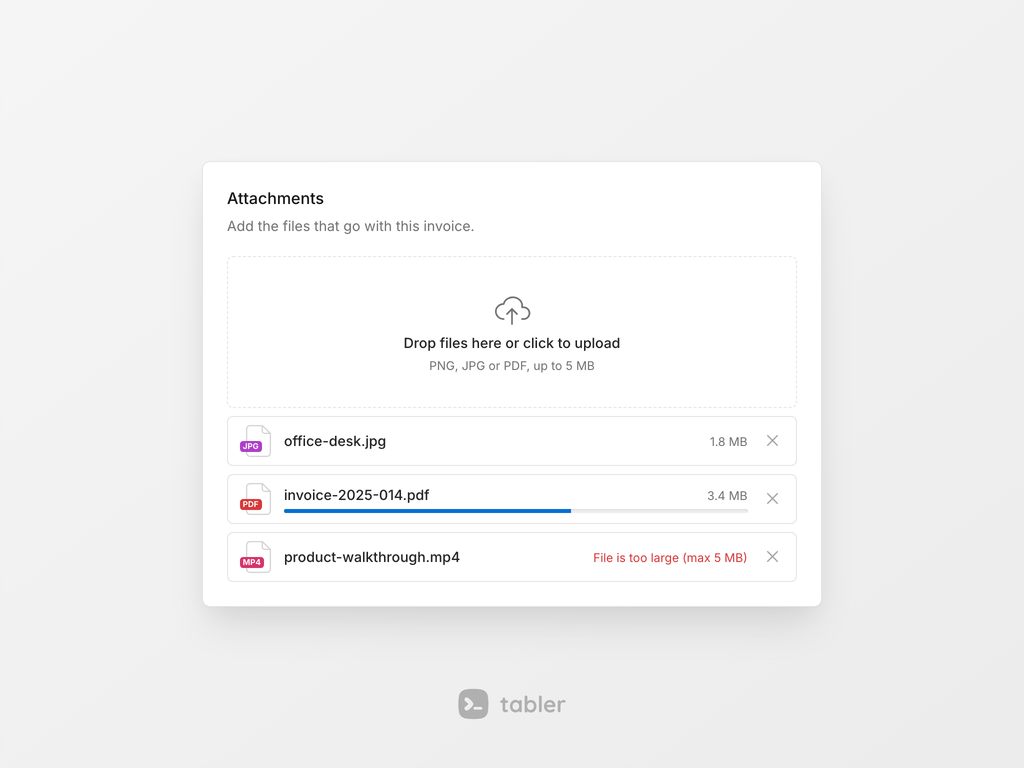 Attachments
Add the files that go with this invoice.
Drop files here or click to upload
PNG, JPG or PDF, up to 5 MB
JPG office-desk.jpg 1.8 MB
PDF invoice-2025-014.pdf 3.4 MB
MP4 product-walkthrough.mp4 File is too large (max 5 MB)
tabler